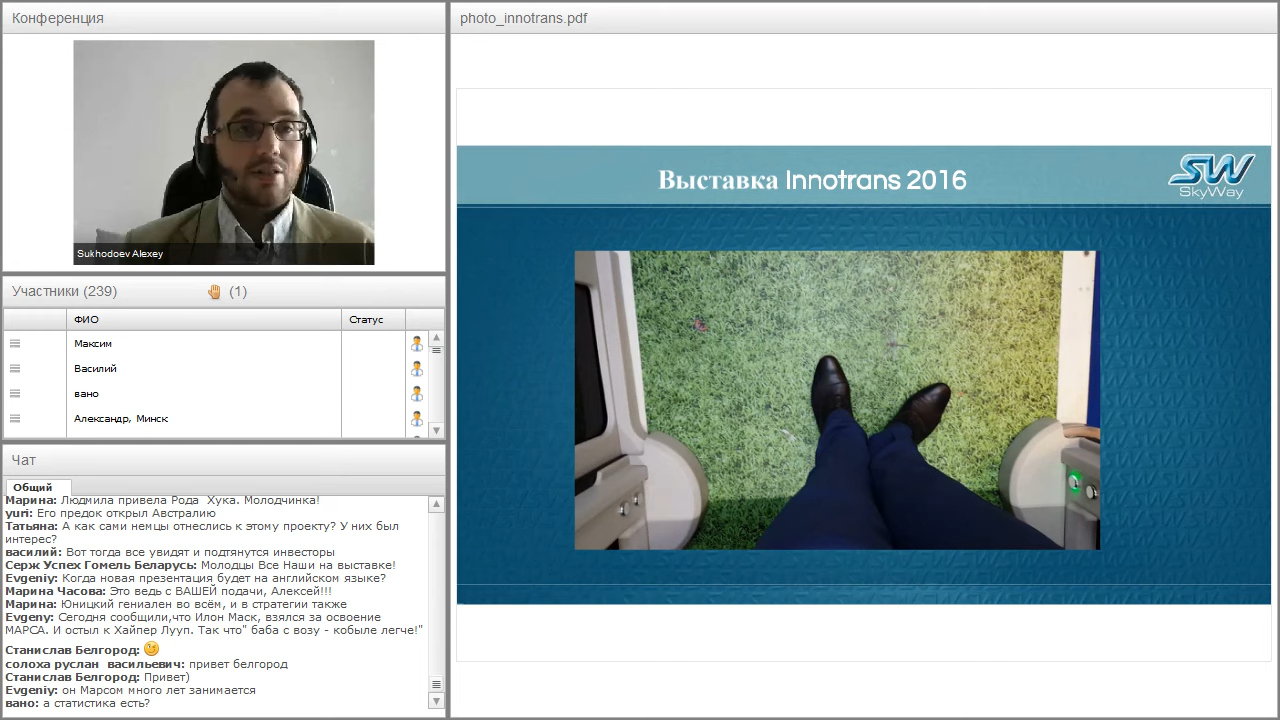 Конференция
Sukhodoev Alexey
Участники (239) (1)
ФИО Статус
Максим
Василий
вано
Александр, Минск
Чат
Общий
Марина: Людмила привела Рода Хука. Молодчинка!
yuri: Его предок открыл Австралию
Татьяна: А как сами немцы отнеслись к этому проекту? У них был
интерес?
василий: Вот тогда все увидят и подтянутся инвесторы
Серж Успех Гомель Беларусь: Молодцы Все Наши на выставке!
Evgeniy: Когда новая презентация будет на английском языке?
Марина Часова: Это ведь с ВАШЕЙ подачи, Алексей!!!
Марина: Юницкий гениален во всём, и в стратегии также
Evgeny: Сегодня сообщили,что Илон Маск, взялся за освоение
МАРСА. И остыл к Хайпер Лууп. Так что" баба с возу - кобыле легче!"
Станислав Белгород:
солоха руслан васильевич: привет белгород
Станислав Белгород: Привет)
Evgeniy: он Марсом много лет занимается
вано: а статистика есть?
photo_innotrans.pdf
Выставка Innotrans 2016
SW
SkyWay